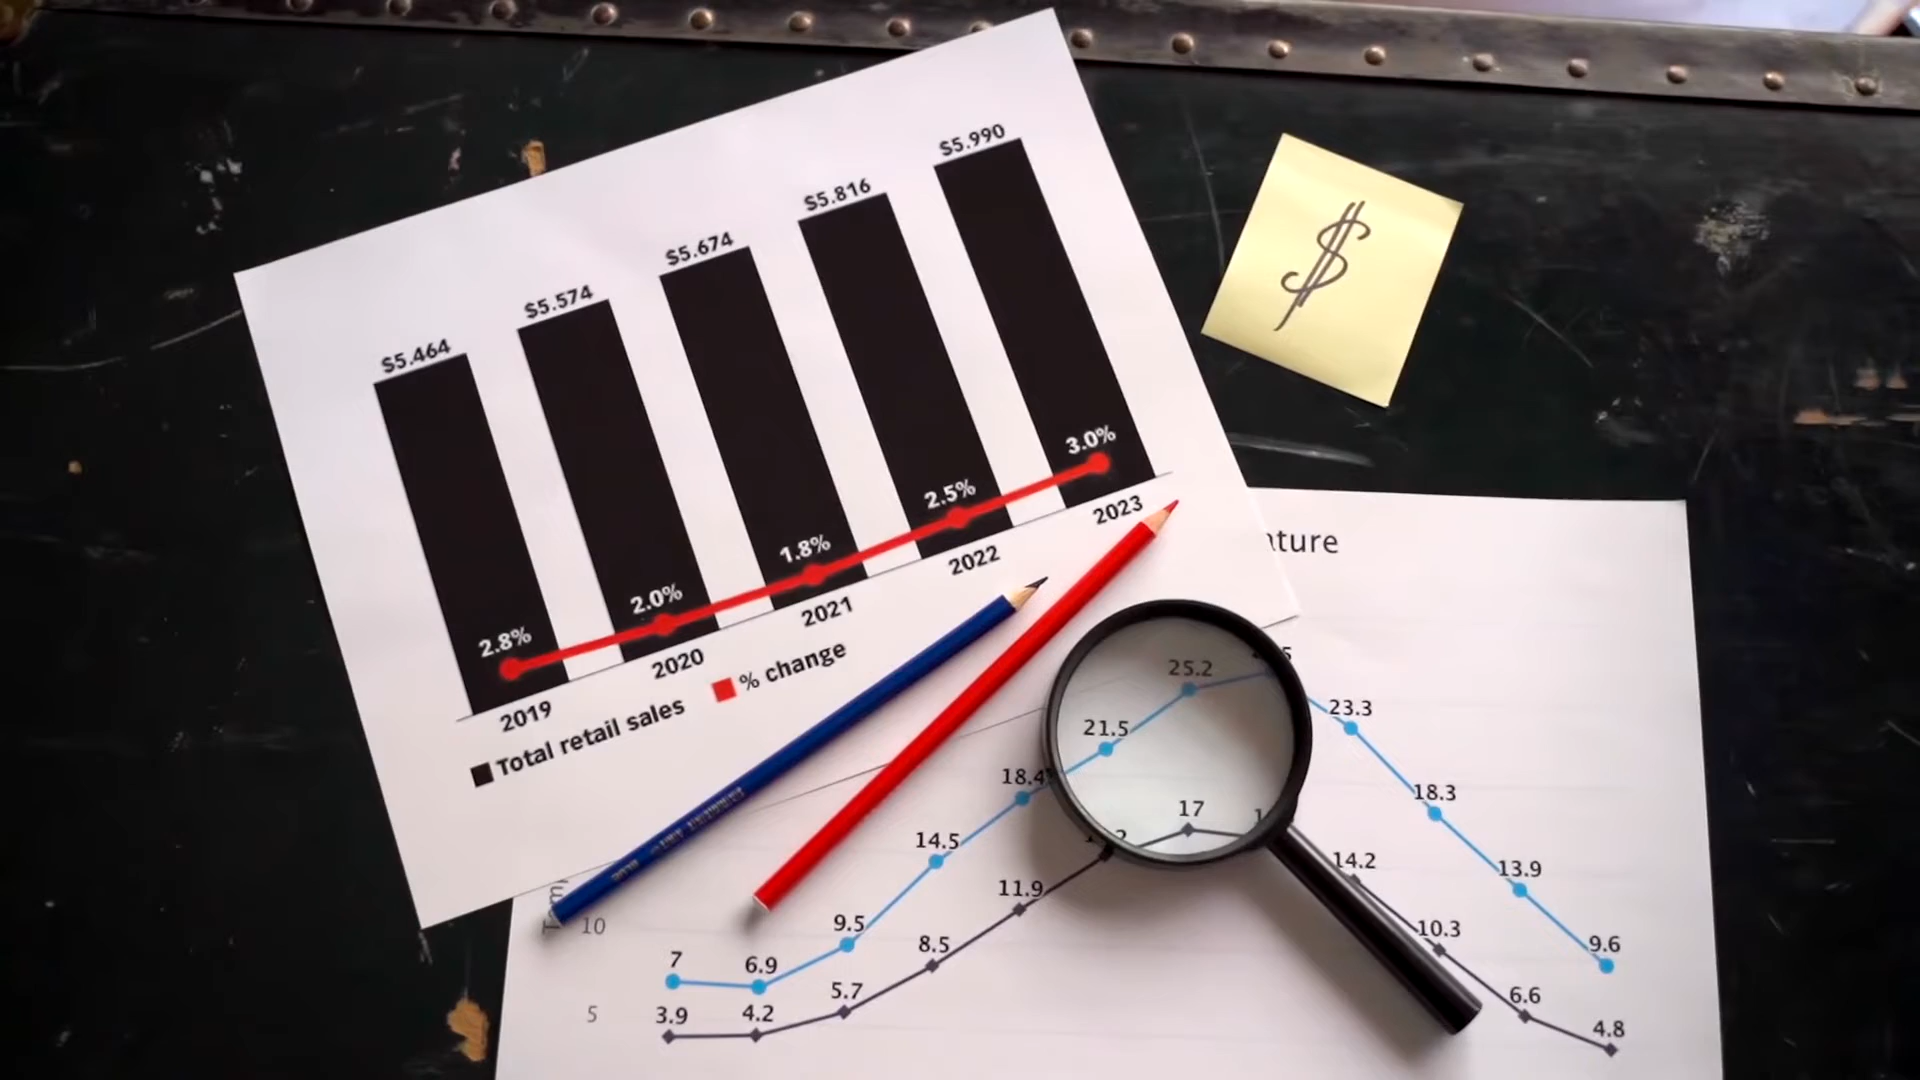 $5.464 $5.574 $5.674 $5.816 $5.990
2.8% 2.0% 1.8% 2.5% 3.0%
2019 2020 2021 2022 2023
Total retail sales % change
$
10
5
7 6.9 9.5 14.5 18.4 21.5 25.2 23.3 18.3 13.9 9.6
3.9 4.2 5.7 8.5 11.9 17 14.2 10.3 6.6 4.8